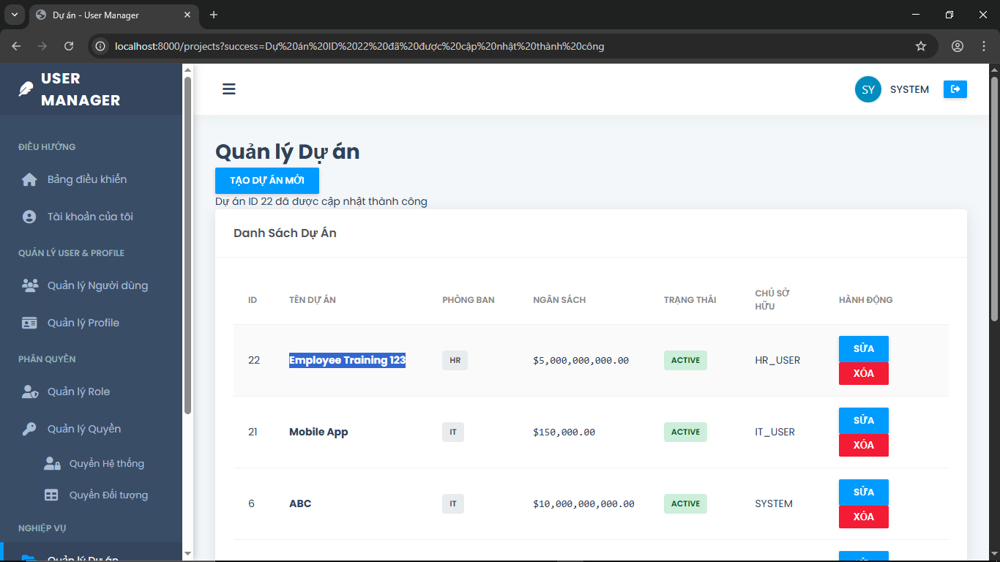 Dự án - User Manager
localhost:8000/projects?success=Dự%20án%20ID%2022%20đã%20được%20cập%20nhật%20thành%20công
USER
MANAGER
SY
SYSTEM
ĐIỀU HƯỚNG
Bảng điều khiển
Tài khoản của tôi
QUẢN LÝ USER & PROFILE
Quản lý Người dùng
Quản lý Profile
PHÂN QUYỀN
Quản lý Role
Quản lý Quyền
Quyền Hệ thống
Quyền Đối tượng
NGHIỆP VỤ
Quản lý Dự án
Quản lý Dự án
TẠO DỰ ÁN MỚI
Dự án ID 22 đã được cập nhật thành công
Danh Sách Dự Án
ID TÊN DỰ ÁN PHÒNG BAN NGÂN SÁCH TRẠNG THÁI CHỦ SỞ HỮU HÀNH ĐỘNG
22 Employee Training 123 HR $5,000,000,000.00 ACTIVE HR_USER SỬA
XÓA
21 Mobile App IT $150,000.00 ACTIVE IT_USER SỬA
XÓA
6 ABC IT $10,000,000,000.00 ACTIVE SYSTEM SỬA
XÓA